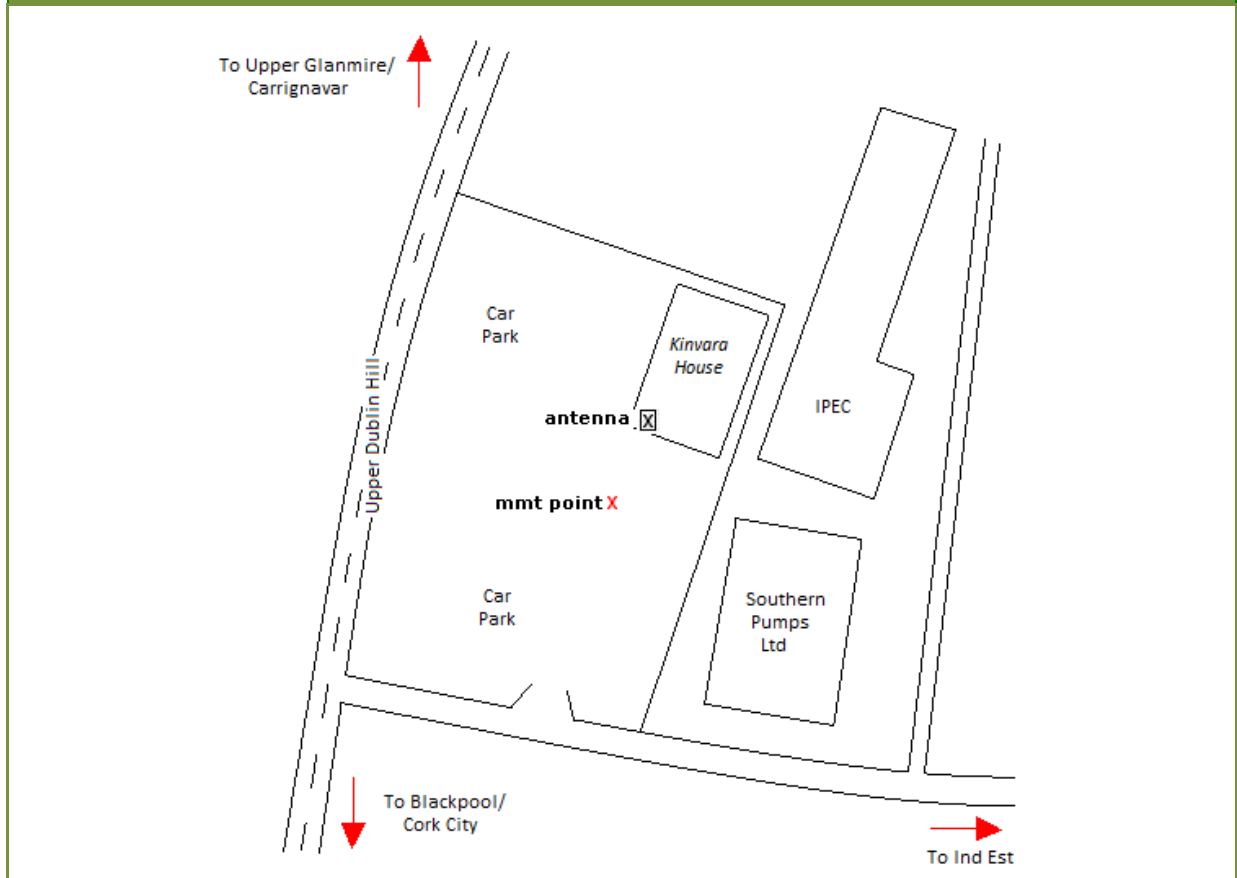 To Upper Glanmire/
Carrignavar
Car
Park
Kinvara
House
Upper Dublin Hill
IPEC
antenna X
mmt point X
Car
Park
Southern
Pumps
Ltd
To Blackpool/
Cork City
To Ind Est